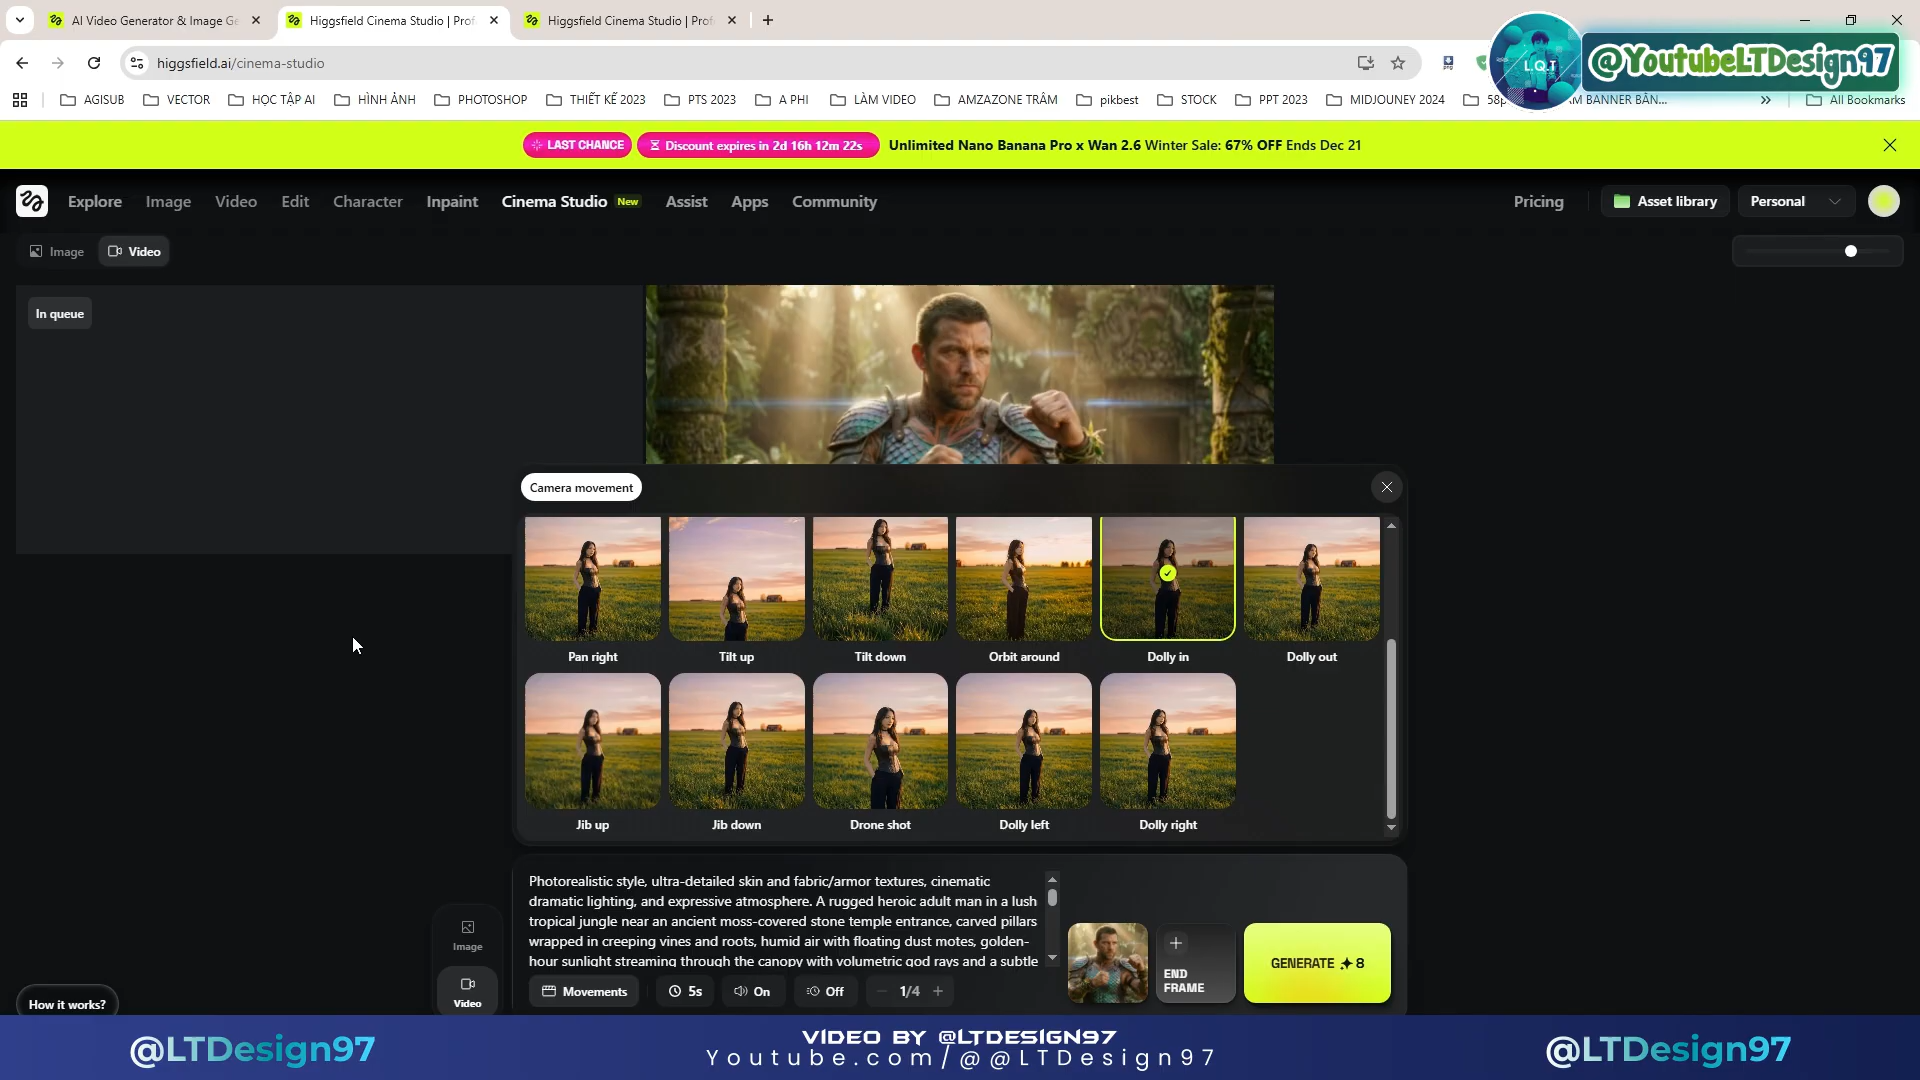 AI Video Generator & Image Ge
Higgsfield Cinema Studio | Prof
Higgsfield Cinema Studio | Prof
higgsfield.ai/cinema-studio
L.Q.T
@YoutubeLTDesign97
AGISUB
VECTOR
HỌC TẬP AI
HÌNH ẢNH
PHOTOSHOP
THIẾT KẾ 2023
PTS 2023
A PHI
LÀM VIDEO
AMZAZONE TRÂM
pikbest
STOCK
PPT 2023
MIDJOUNEY 2024
BANNER BÁN...
All Bookmarks
LAST CHANCE
Discount expires in 2d 16h 12m 22s
Unlimited Nano Banana Pro x Wan 2.6 Winter Sale: 67% OFF Ends Dec 21
Explore
Image
Video
Edit
Character
Inpaint
Cinema Studio
New
Assist
Apps
Community
Pricing
Asset library
Personal
Image
Video
In queue
Camera movement
Pan right
Tilt up
Tilt down
Orbit around
Dolly in
Dolly out
Jib up
Jib down
Drone shot
Dolly left
Dolly right
Photorealistic style, ultra-detailed skin and fabric/armor textures, cinematic
dramatic lighting, and expressive atmosphere. A rugged heroic adult man in a lush
tropical jungle near an ancient moss-covered stone temple entrance, carved pillars
wrapped in creeping vines and roots, humid air with floating dust motes, golden-
hour sunlight streaming through the canopy with volumetric god rays and a subtle
Image
Video
Movements
5s
On
Off
1/4
END
FRAME
GENERATE 8
How it works?
@LTDesign97
VIDEO BY @LTDESIGN97
Youtube.com/@@LTDesign97
@LTDesign97